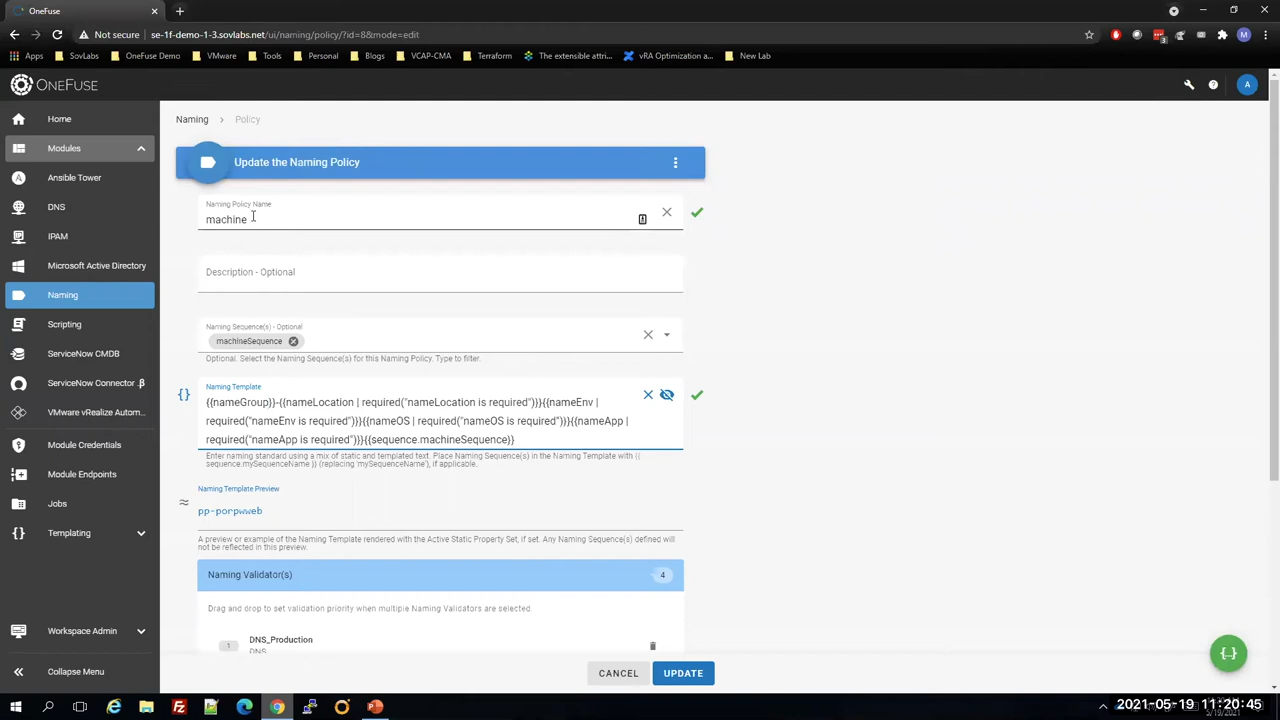 OneFuse
Not secure
se-1f-demo-1-3.sovlabs.net/ui/naming/policy/?id=8&mode=edit
Apps
SovLabs
OneFuse Demo
VMware
Tools
Personal
Blogs
VCAP-CMA
Terraform
The extensible attri...
vRA Optimization a...
New Lab
ONEFUSE
A
Home
Modules
Ansible Tower
DNS
IPAM
Microsoft Active Directory
Naming
Scripting
ServiceNow CMDB
ServiceNow Connector .β
VMware vRealize Autom...
Module Credentials
Module Endpoints
Jobs
Templating
Workspace Admin
Collapse Menu
Naming > Policy
Update the Naming Policy
Naming Policy Name
machine
Description - Optional
Naming Sequence(s) - Optional
machineSequence
Optional. Select the Naming Sequence(s) for this Naming Policy. Type to filter.
Naming Template
{{nameGroup}}-{{nameLocation | required("nameLocation is required")}}{{nameEnv |
required("nameEnv is required")}}{{nameOS | required("nameOS is required")}}{{nameApp |
required("nameApp is required")}}{{sequence.machineSequence}}
Enter naming standard using a mix of static and templated text. Place Naming Sequence(s) in the Naming Template with {{
sequence.mySequenceName }} (replacing 'mySequenceName'), if applicable.
Naming Template Preview
pp-porpwweb
A preview or example of the Naming Template rendered with the Active Static Property Set, if set. Any Naming Sequence(s) defined will
not be reflected in this preview.
Naming Validator(s)
4
Drag and drop to set validation priority when multiple Naming Validators are selected.
1
DNS_Production
DNS
CANCEL
UPDATE
2021-05-19 11:20:45
5/19/2021